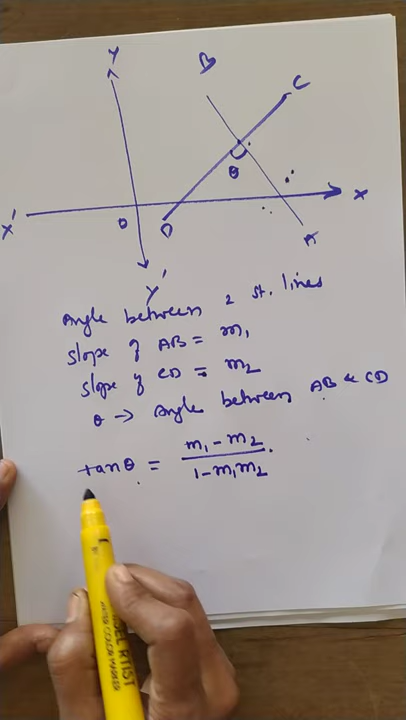 Y
B
C
θ
X'
O
D
X
A
Y'
Angle between 2 st. lines
slope of AB = m₁
slope of CD = m₂
θ → Angle between AB & CD
tanθ = (m₁ - m₂) / (1 - m₁m₂)